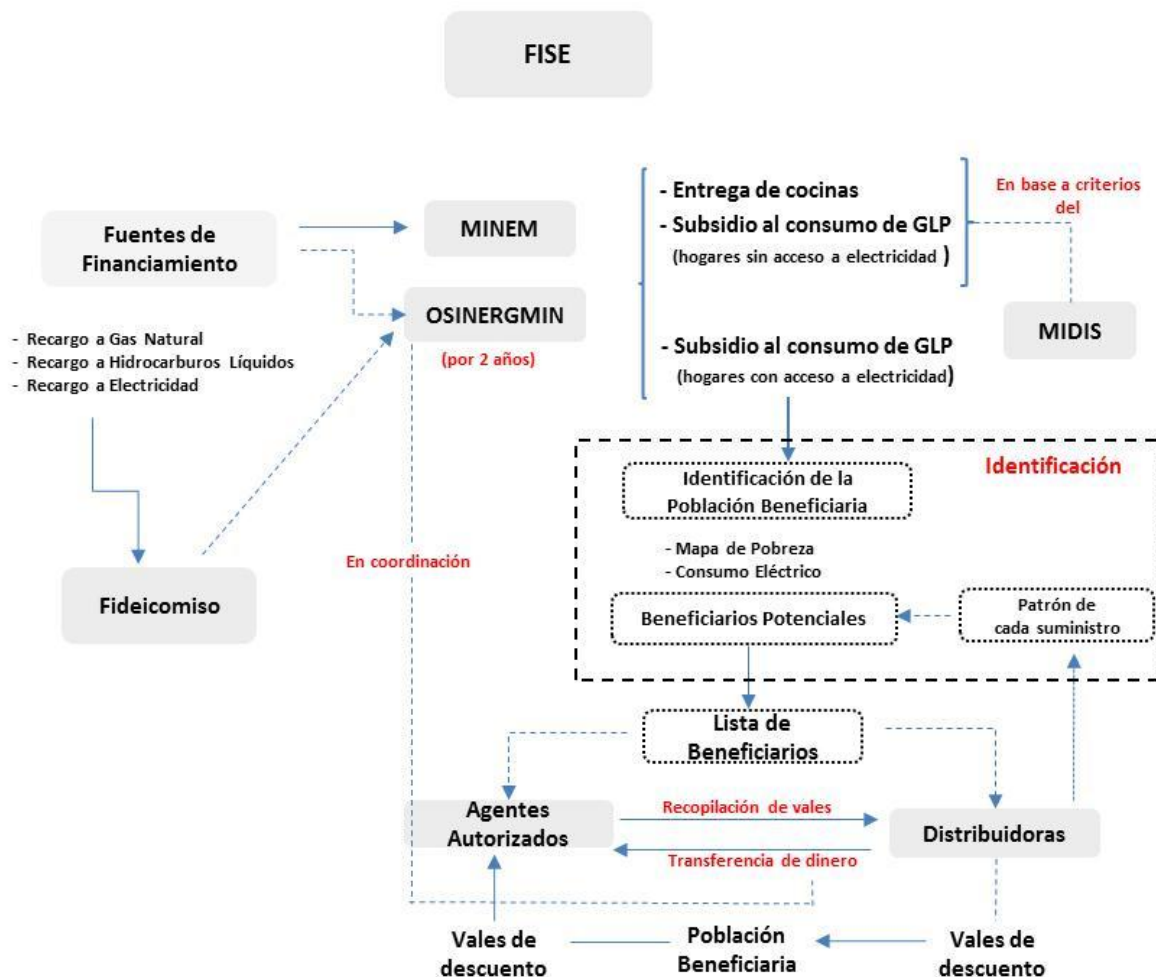 FISE
Fuentes de
Financiamiento
- Recargo a Gas Natural
- Recargo a Hidrocarburos Líquidos
- Recargo a Electricidad
Fideicomiso
MINEM
OSINERGMIN
(por 2 años)
En coordinación
- Entrega de cocinas
- Subsidio al consumo de GLP
(hogares sin acceso a electricidad )
- Subsidio al consumo de GLP
(hogares con acceso a electricidad)
En base a criterios
del
MIDIS
Identificación
Identificación de la
Población Beneficiaria
- Mapa de Pobreza
- Consumo Eléctrico
Beneficiarios Potenciales
Patrón de
cada suministro
Lista de
Beneficiarios
Agentes
Autorizados
Recopilación de vales
Transferencia de dinero
Distribuidoras
Vales de
descuento
Población
Beneficiaria
Vales de
descuento